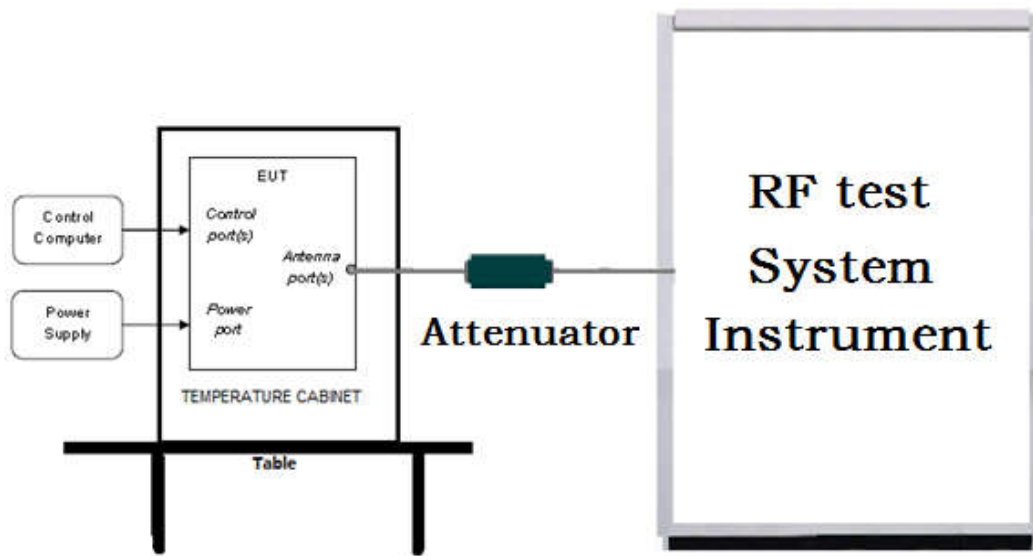 Control
Computer
Power
Supply
EUT
Control
port(s)
Antenna
port(s)
Power
port
TEMPERATURE CABINET
Table
Attenuator
RF test
System
Instrument